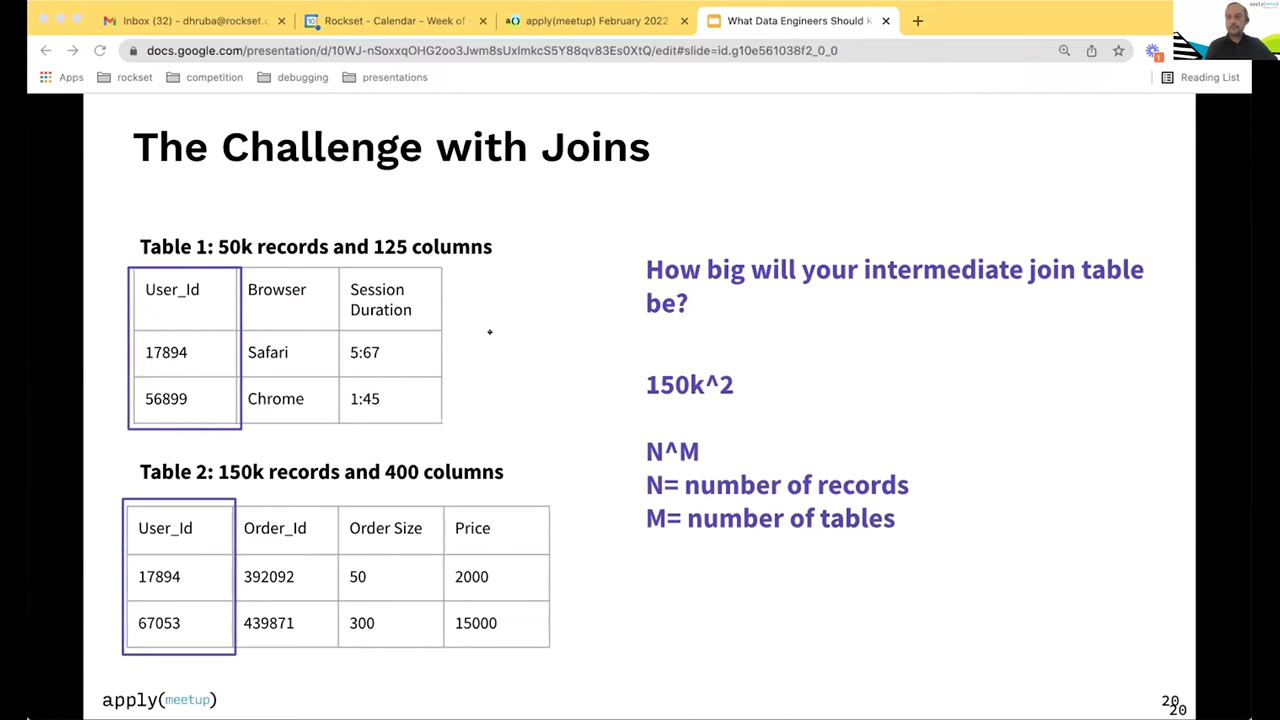 Inbox (32) - dhruba@rockset.c
Rockset - Calendar - Week of
apply(meetup) February 2022
What Data Engineers Should K
docs.google.com/presentation/d/10WJ-nSoxxqOHG2oo3Jwm8sUxlmkcS5Y88qv83Es0XtQ/edit#slide=id.g10e561038f2_0_0
Apps rockset competition debugging presentations Reading List
The Challenge with Joins
Table 1: 50k records and 125 columns
User_Id Browser Session Duration
17894 Safari 5:67
56899 Chrome 1:45
Table 2: 150k records and 400 columns
User_Id Order_Id Order Size Price
17894 392092 50 2000
67053 439871 300 15000
How big will your intermediate join table
be?
150k^2
N^M
N= number of records
M= number of tables
apply(meetup)
20
20